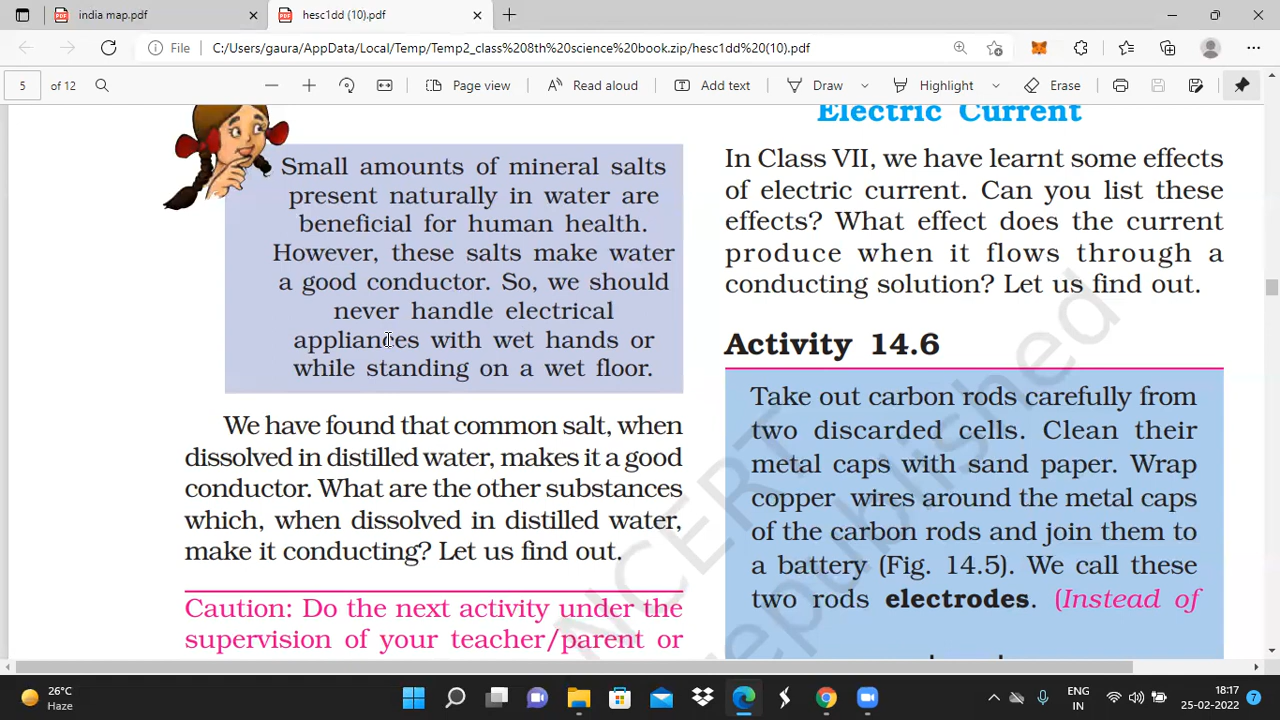 india map.pdf
hesc1dd (10).pdf
File
C:/Users/gaura/AppData/Local/Temp/Temp2_class%208th%20science%20book.zip/hesc1dd%20(10).pdf
5 of 12
Page view
Read aloud
Add text
Draw
Highlight
Erase
Small amounts of mineral salts
present naturally in water are
beneficial for human health.
However, these salts make water
a good conductor. So, we should
never handle electrical
appliances with wet hands or
while standing on a wet floor.
We have found that common salt, when
dissolved in distilled water, makes it a good
conductor. What are the other substances
which, when dissolved in distilled water,
make it conducting? Let us find out.
Caution: Do the next activity under the
supervision of your teacher/parent or
Electric Current
In Class VII, we have learnt some effects
of electric current. Can you list these
effects? What effect does the current
produce when it flows through a
conducting solution? Let us find out.
Activity 14.6
Take out carbon rods carefully from
two discarded cells. Clean their
metal caps with sand paper. Wrap
copper wires around the metal caps
of the carbon rods and join them to
a battery (Fig. 14.5). We call these
two rods electrodes. (Instead of
NCERT
republished
26°C
Haze
ENG
IN
18:17
25-02-2022
7